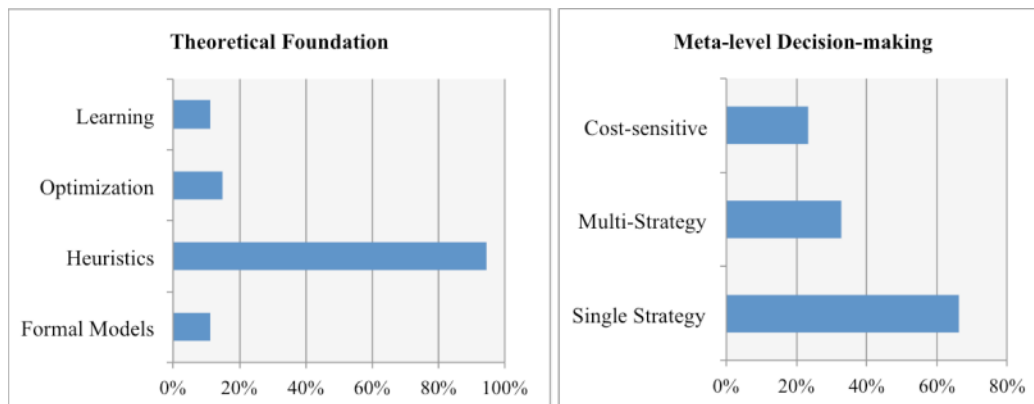 Theoretical Foundation
Learning
Optimization
Heuristics
Formal Models
0% 20% 40% 60% 80% 100%
Meta-level Decision-making
Cost-sensitive
Multi-Strategy
Single Strategy
0% 20% 40% 60% 80%